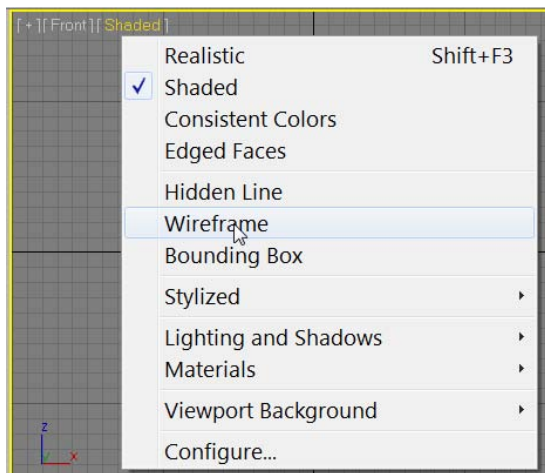 [ + ] [ Front ] [ Shaded ]
Realistic Shift+F3
Shaded
Consistent Colors
Edged Faces
Hidden Line
Wireframe
Bounding Box
Stylized
Lighting and Shadows
Materials
Viewport Background
Configure...
z
y x